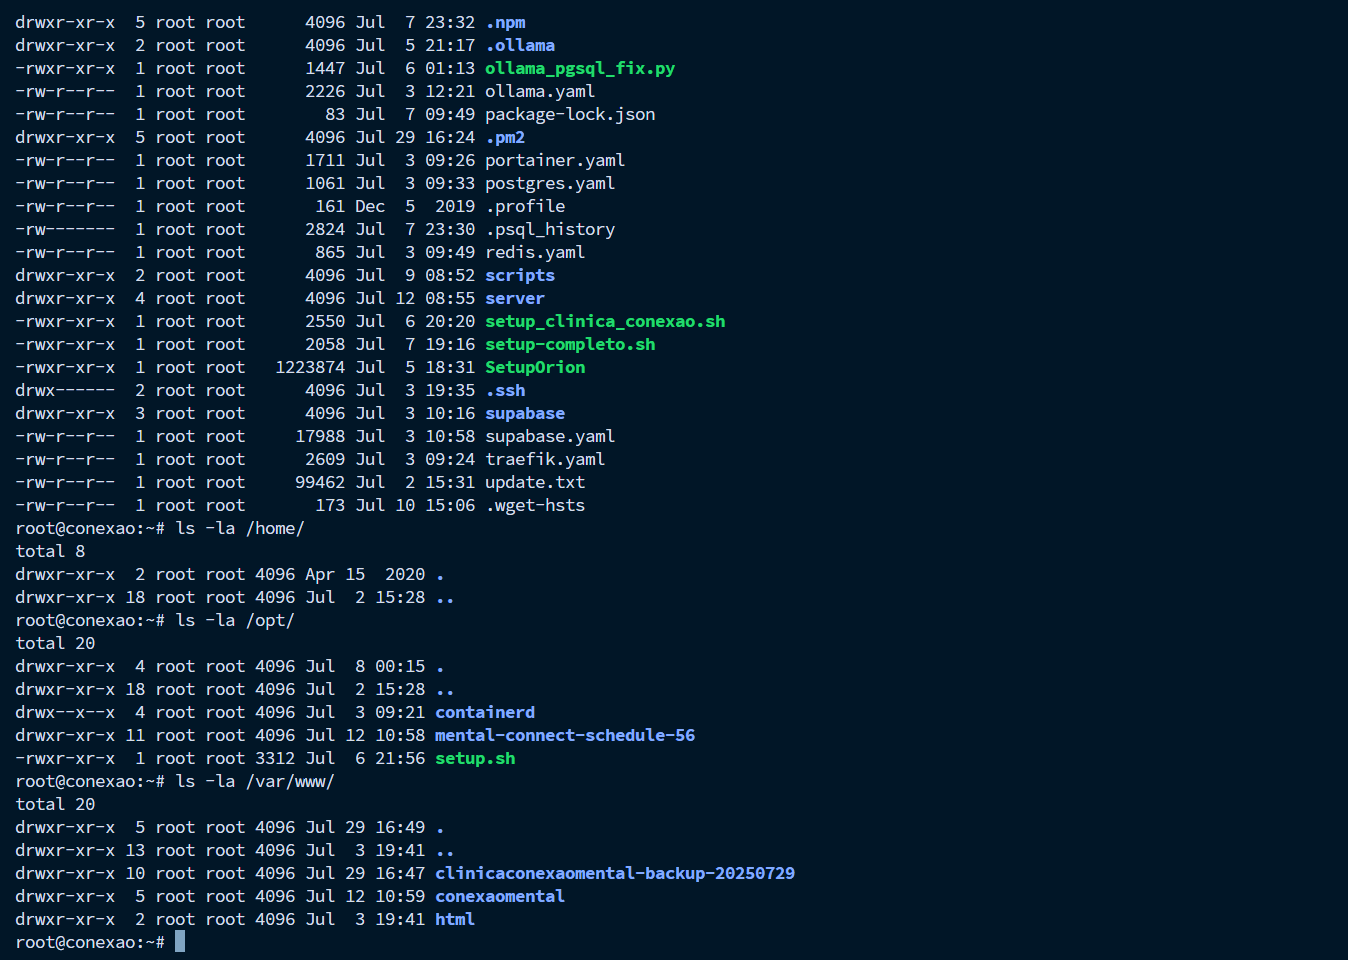 drwxr-xr-x  5 root root      4096 Jul  7 23:32 .npm
drwxr-xr-x  2 root root      4096 Jul  5 21:17 .ollama
-rwxr-xr-x  1 root root      1447 Jul  6 01:13 ollama_pgsql_fix.py
-rw-r--r--  1 root root      2226 Jul  3 12:21 ollama.yaml
-rw-r--r--  1 root root        83 Jul  7 09:49 package-lock.json
drwxr-xr-x  5 root root      4096 Jul 29 16:24 .pm2
-rw-r--r--  1 root root      1711 Jul  3 09:26 portainer.yaml
-rw-r--r--  1 root root      1061 Jul  3 09:33 postgres.yaml
-rw-r--r--  1 root root       161 Dec  5  2019 .profile
-rw-------  1 root root      2824 Jul  7 23:30 .psql_history
-rw-r--r--  1 root root       865 Jul  3 09:49 redis.yaml
drwxr-xr-x  2 root root      4096 Jul  9 08:52 scripts
drwxr-xr-x  4 root root      4096 Jul 12 08:55 server
-rwxr-xr-x  1 root root      2550 Jul  6 20:20 setup_clinica_conexao.sh
-rwxr-xr-x  1 root root      2058 Jul  7 19:16 setup-completo.sh
-rwxr-xr-x  1 root root   1223874 Jul  5 18:31 SetupOrion
drwx------  2 root root      4096 Jul  3 19:35 .ssh
drwxr-xr-x  3 root root      4096 Jul  3 10:16 supabase
-rw-r--r--  1 root root     17988 Jul  3 10:58 supabase.yaml
-rw-r--r--  1 root root      2609 Jul  3 09:24 traefik.yaml
-rw-r--r--  1 root root     99462 Jul  2 15:31 update.txt
-rw-r--r--  1 root root       173 Jul 10 15:06 .wget-hsts
root@conexao:~# ls -la /home/
total 8
drwxr-xr-x  2 root root 4096 Apr 15  2020 .
drwxr-xr-x 18 root root 4096 Jul  2 15:28 ..
root@conexao:~# ls -la /opt/
total 20
drwxr-xr-x  4 root root 4096 Jul  8 00:15 .
drwxr-xr-x 18 root root 4096 Jul  2 15:28 ..
drwx--x--x  4 root root 4096 Jul  3 09:21 containerd
drwxr-xr-x 11 root root 4096 Jul 12 10:58 mental-connect-schedule-56
-rwxr-xr-x  1 root root 3312 Jul  6 21:56 setup.sh
root@conexao:~# ls -la /var/www/
total 20
drwxr-xr-x  5 root root 4096 Jul 29 16:49 .
drwxr-xr-x 13 root root 4096 Jul  3 19:41 ..
drwxr-xr-x 10 root root 4096 Jul 29 16:47 clinicaconexaomental-backup-20250729
drwxr-xr-x  5 root root 4096 Jul 12 10:59 conexaomental
drwxr-xr-x  2 root root 4096 Jul  3 19:41 html
root@conexao:~#